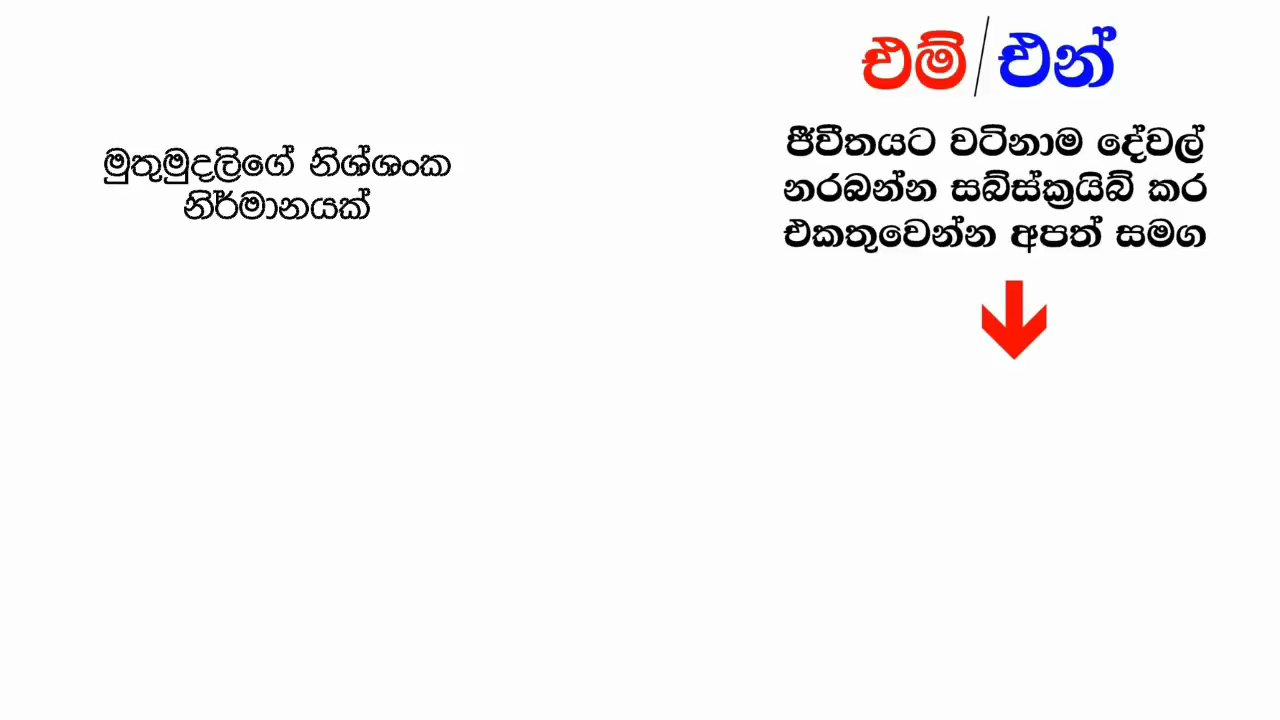 එම්/එන්
ජීවිතයට වටිනාම දේවල්
නරබන්න සබ්ස්ක්‍රයිබ් කර
එකතුවෙන්න අපත් සමග
මුතුමුදලිගේ නිශ්ශංක
නිර්මානයක්